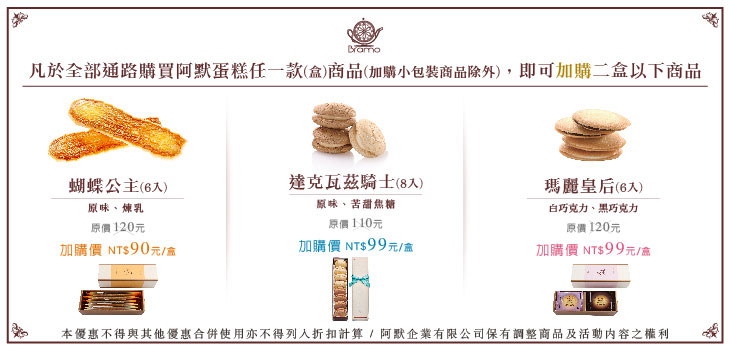 Bramo
凡於全部通路購買阿默蛋糕任一款(盒)商品(加購小包裝商品除外)，即可加購二盒以下商品
蝴蝶公主(6入)
原味、煉乳
原價120元
加購價 NT$90元/盒
達克瓦茲騎士(8入)
原味、苦甜焦糖
原價110元
加購價 NT$99元/盒
瑪麗皇后(6入)
白巧克力、黑巧克力
原價120元
加購價 NT$99元/盒
本優惠不得與其他優惠合併使用亦不得列入折扣計算 / 阿默企業有限公司保有調整商品及活動內容之權利